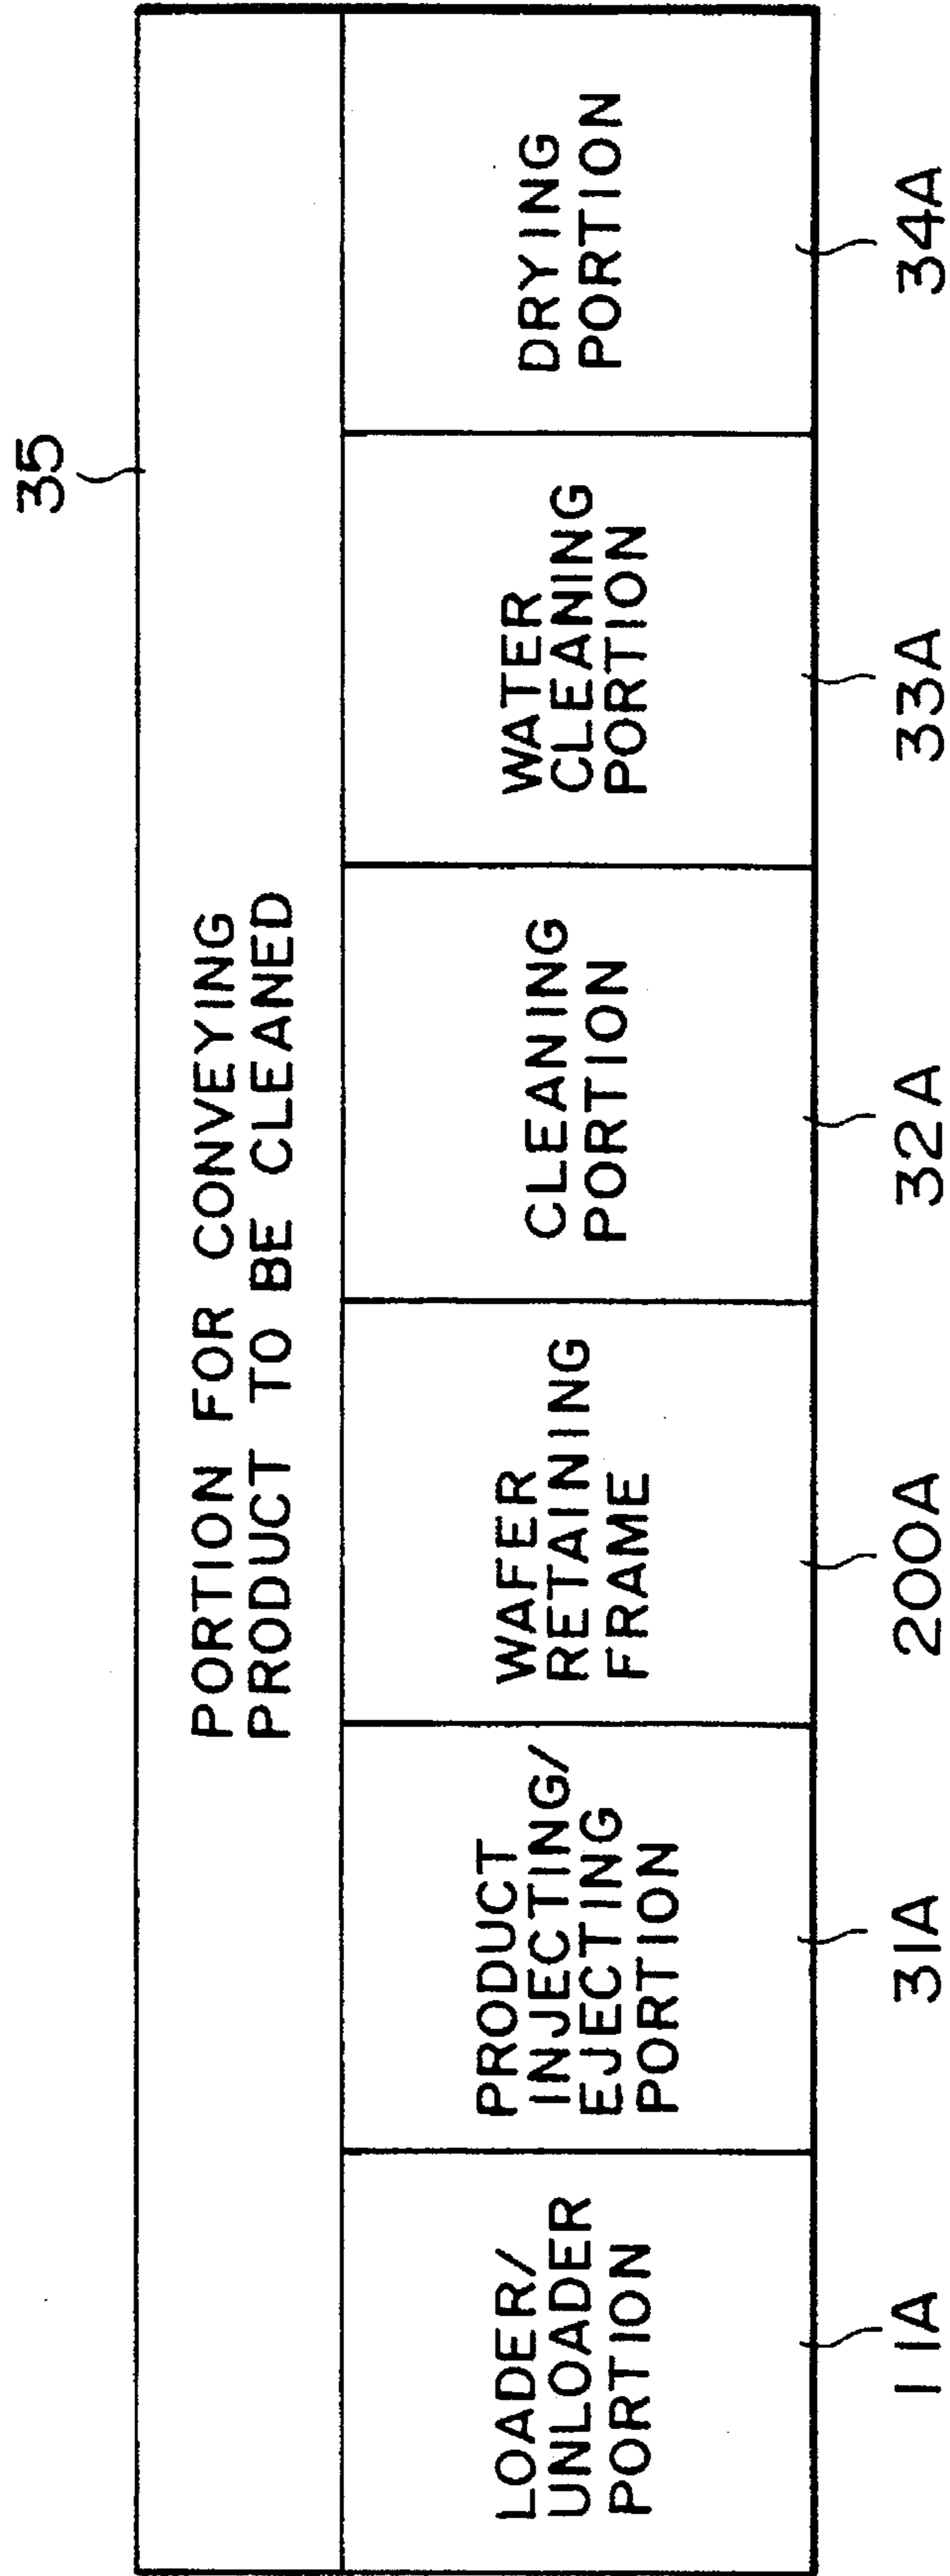 35
PORTION FOR CONVEYING
PRODUCT TO BE CLEANED
LOADER/
UNLOADER
PORTION
PRODUCT
INJECTING/
EJECTING
PORTION
WAFER
RETAINING
FRAME
CLEANING
PORTION
WATER
CLEANING
PORTION
DRYING
PORTION
11A
31A
200A
32A
33A
34A